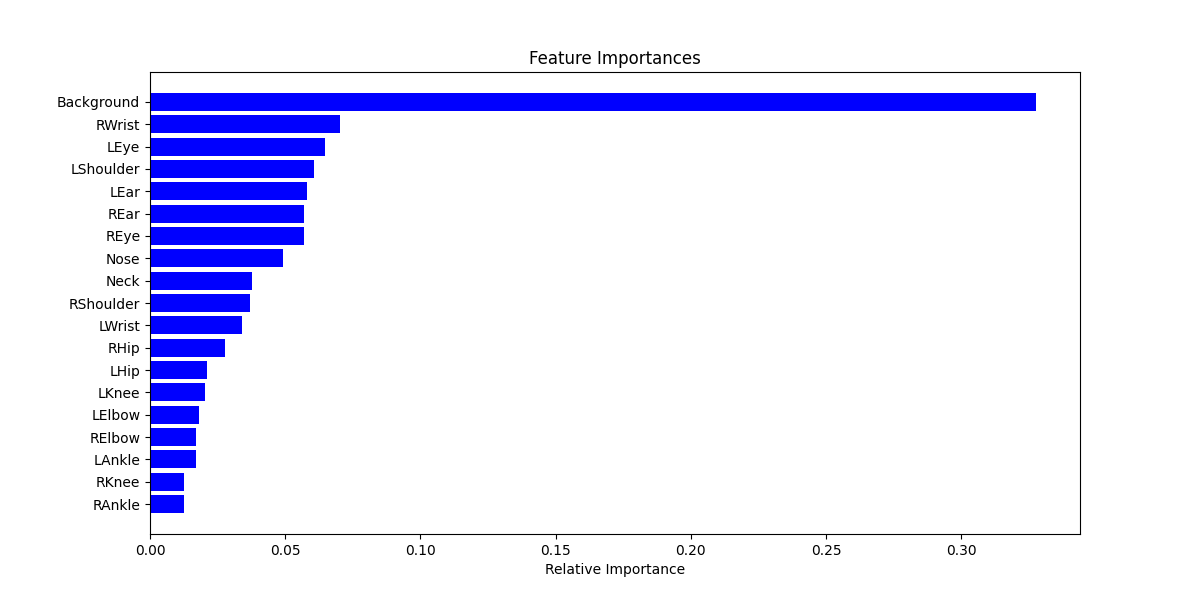 Feature Importances
Background
RWrist
LEye
LShoulder
LEar
REar
REye
Nose
Neck
RShoulder
LWrist
RHip
LHip
LKnee
LElbow
RElbow
LAnkle
RKnee
RAnkle
0.00 0.05 0.10 0.15 0.20 0.25 0.30
Relative Importance